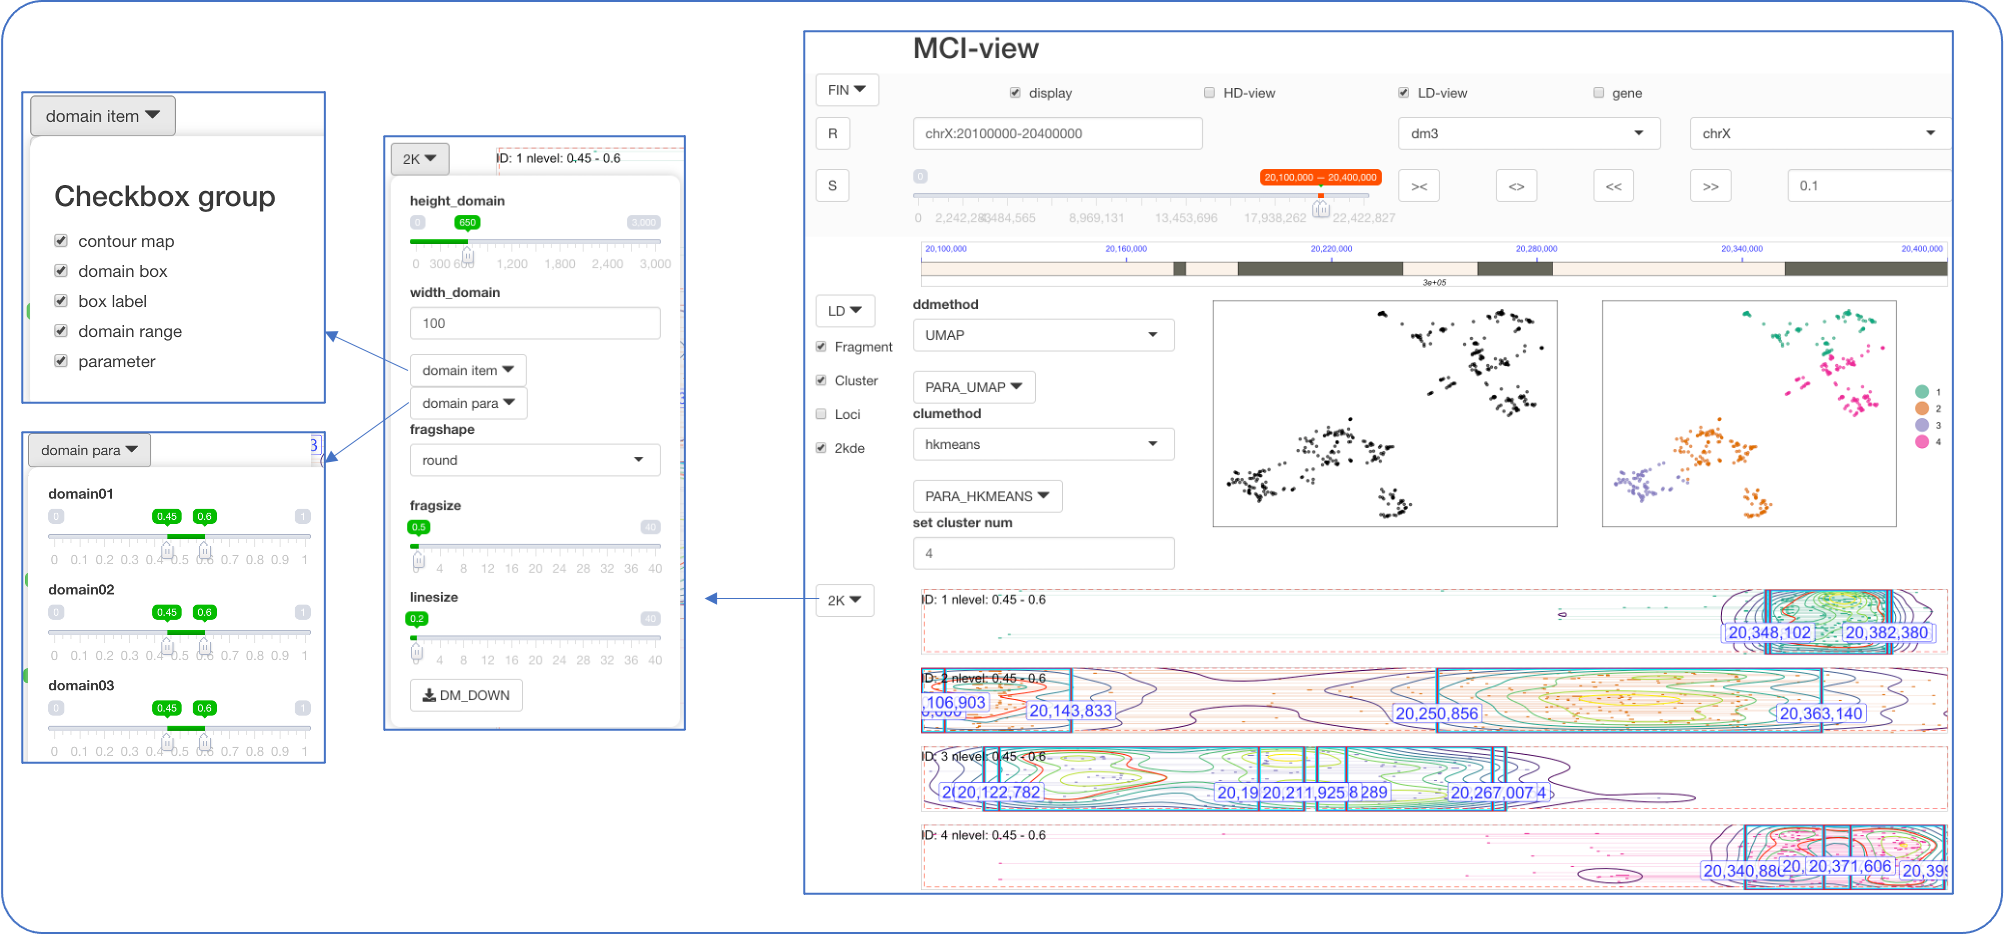 domain item
Checkbox group
contour map
domain box
box label
domain range
parameter
domain para
3
domain01
0 0.45 0.6 1
0 0.1 0.2 0.3 0.4 0.5 0.6 0.7 0.8 0.9 1
domain02
0 0.45 0.6 1
0 0.1 0.2 0.3 0.4 0.5 0.6 0.7 0.8 0.9 1
domain03
0 0.45 0.6 1
0 0.1 0.2 0.3 0.4 0.5 0.6 0.7 0.8 0.9 1
2K
ID: 1 nlevel: 0.45 - 0.6
height_domain
0 650 3,000
0 300 600 1,200 1,800 2,400 3,000
width_domain
100
domain item
domain para
fragshape
round
fragsize
0.5 40
0 4 8 12 16 20 24 28 32 36 40
linesize
0.2 40
0 4 8 12 16 20 24 28 32 36 40
DM_DOWN
MCI-view
FIN
display HD-view LD-view gene
R
chrX:20100000-20400000
dm3
chrX
S
0 20,100,000 — 20,400,000
0 2,242,283 4,484,565 8,969,131 13,453,696 17,938,262 22,422,827
>< <> << >> 0.1
20,100,000 20,160,000 20,220,000 20,280,000 20,340,000 20,400,000
3e+05
LD
Fragment
Cluster
Loci
2kde
ddmethod
UMAP
PARA_UMAP
clumethod
hkmeans
PARA_HKMEANS
set cluster num
4
1
2
3
4
2K
ID: 1 nlevel: 0.45 - 0.6
20,348,102 20,382,380
ID: 2 nlevel: 0.45 - 0.6
,106,903 20,143,833 20,250,856 20,363,140
ID: 3 nlevel: 0.45 - 0.6
20,122,782 20,19 20,211,925 8,289 20,267,007 4
ID: 4 nlevel: 0.45 - 0.6
20,340,880 20, 20,371,606 20,399